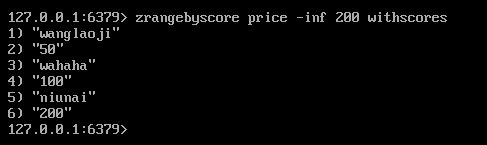 127.0.0.1:6379> zrangebyscore price -inf 200 withscores
1) "wanglaoji"
2) "50"
3) "wahaha"
4) "100"
5) "niunai"
6) "200"
127.0.0.1:6379>